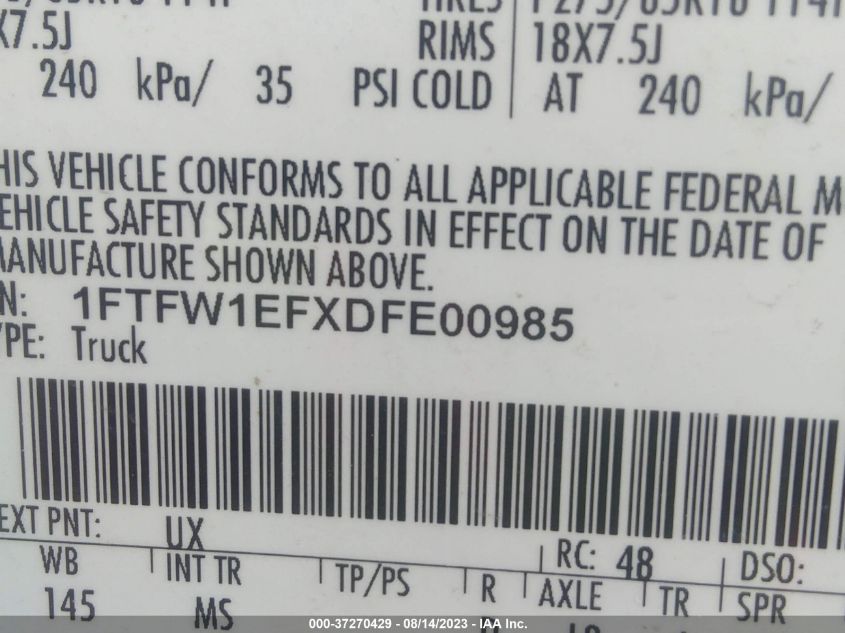 RIMS 18X7.5J
X7.5J
240 kPa/ 35 PSI COLD AT 240 kPa/
HIS VEHICLE CONFORMS TO ALL APPLICABLE FEDERAL M
EHICLE SAFETY STANDARDS IN EFFECT ON THE DATE OF
MANUFACTURE SHOWN ABOVE.
N: 1FTFW1EFXDFE00985
YPE: Truck
EXT PNT: UX RC: 48 DSO:
WB INT TR TP/PS R AXLE TR SPR
145 MS
000-37270429 - 08/14/2023 - IAA Inc.